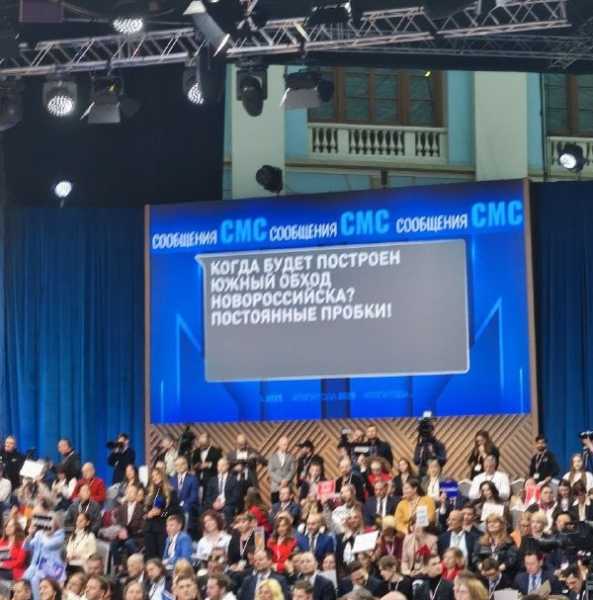 СООБЩЕНИЯ СМС СООБЩЕНИЯ СМС СООБЩЕНИЯ СМС
КОГДА БУДЕТ ПОСТРОЕН
ЮЖНЫЙ ОБХОД
НОВОРОССИЙСКА?
ПОСТОЯННЫЕ ПРОБКИ!